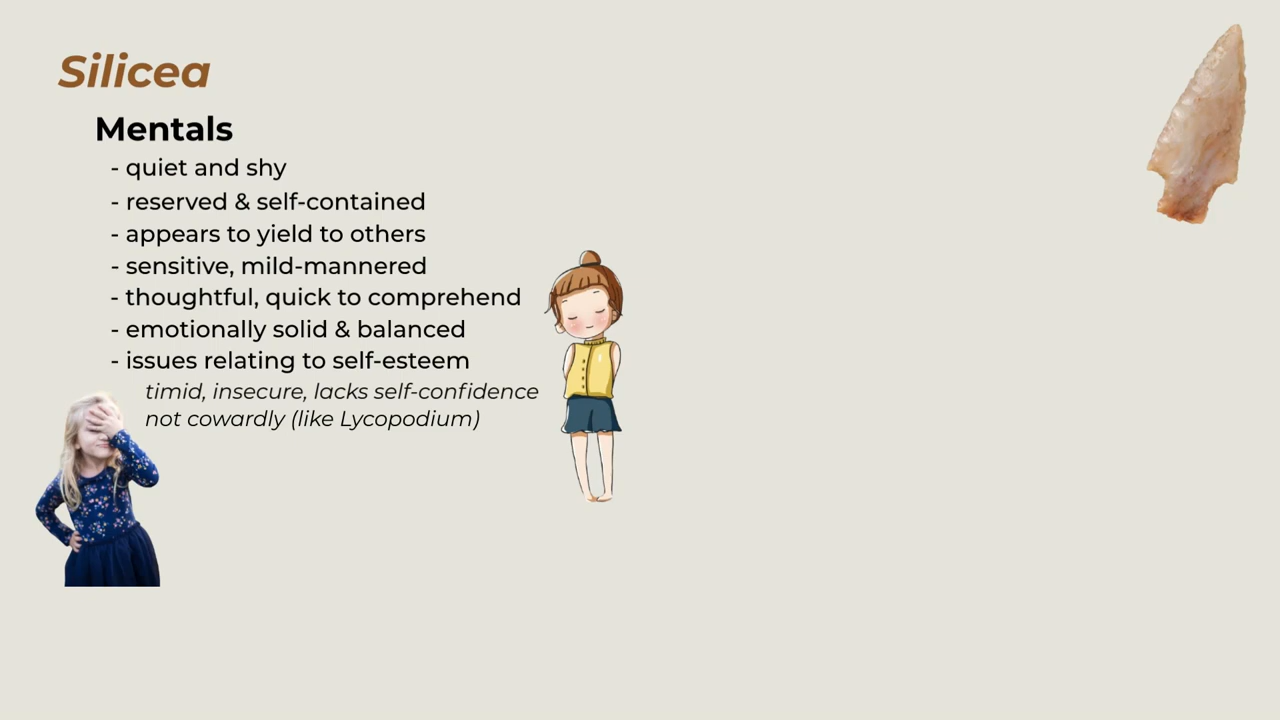 Silicea
Mentals
- quiet and shy
- reserved & self-contained
- appears to yield to others
- sensitive, mild-mannered
- thoughtful, quick to comprehend
- emotionally solid & balanced
- issues relating to self-esteem
timid, insecure, lacks self-confidence
not cowardly (like Lycopodium)